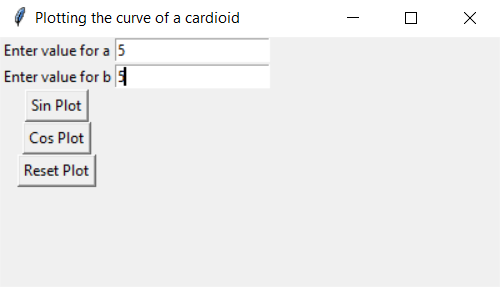 Plotting the curve of a cardioid
Enter value for a 5
Enter value for b 5
Sin Plot
Cos Plot
Reset Plot